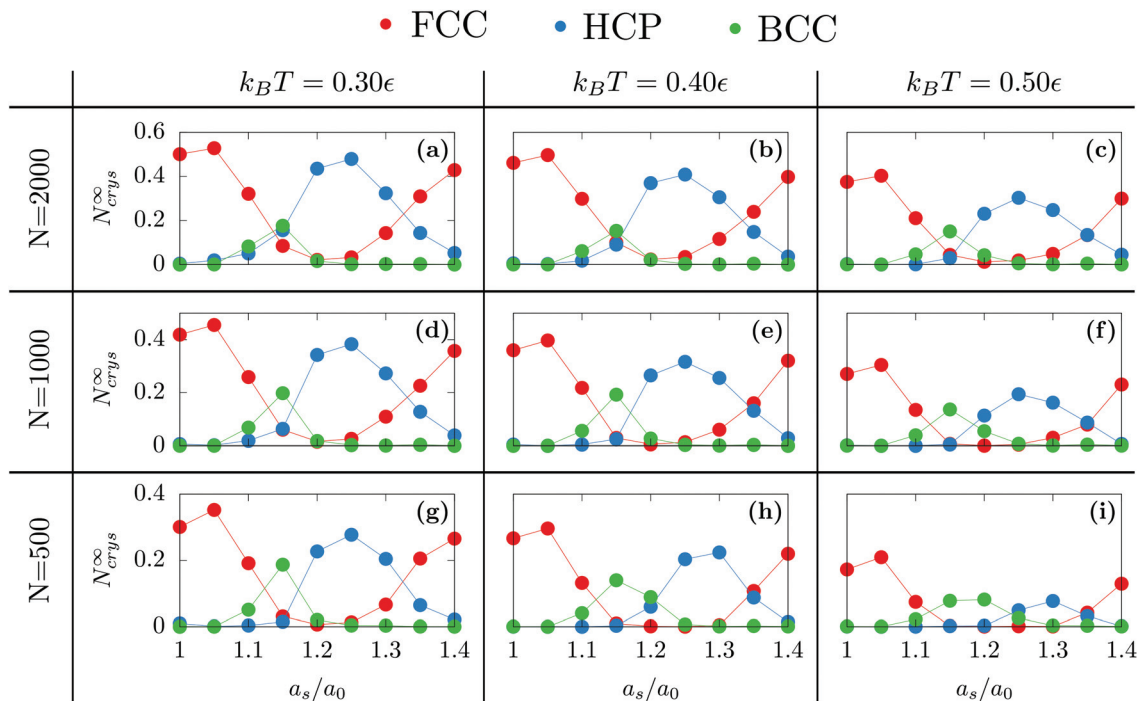 FCC HCP BCC
k_BT = 0.30ϵ k_BT = 0.40ϵ k_BT = 0.50ϵ
N=2000
N^∞_crys
0.6
0.4
0.2
0
(a) (b) (c)
N=1000
N^∞_crys
0.4
0.2
0
(d) (e) (f)
N=500
N^∞_crys
0.4
0.2
0
(g) (h) (i)
1 1.1 1.2 1.3 1.4 1 1.1 1.2 1.3 1.4 1 1.1 1.2 1.3 1.4
a_s/a_0 a_s/a_0 a_s/a_0